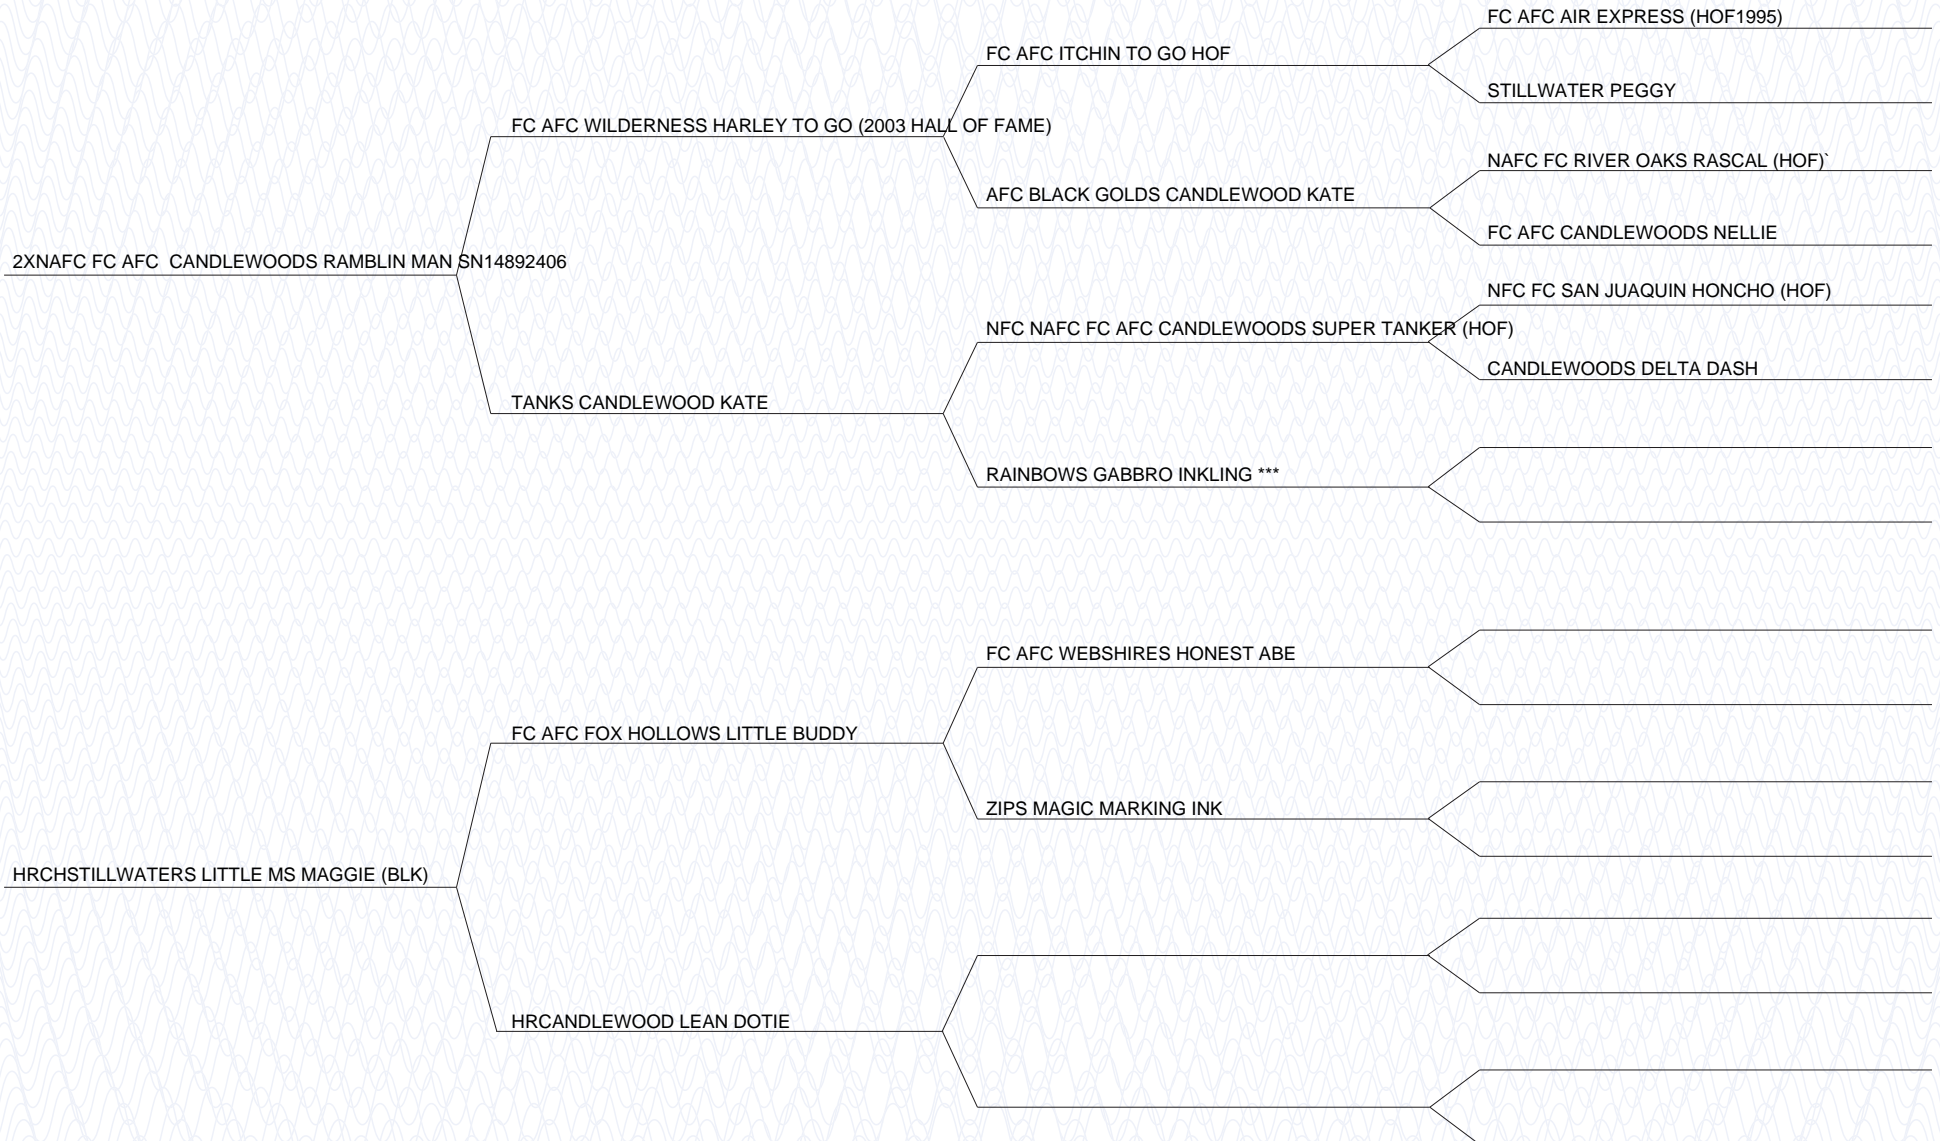 FC AFC AIR EXPRESS (HOF1995)
FC AFC ITCHIN TO GO HOF
STILLWATER PEGGY
FC AFC WILDERNESS HARLEY TO GO (2003 HALL OF FAME)
NAFC FC RIVER OAKS RASCAL (HOF)`
AFC BLACK GOLDS CANDLEWOOD KATE
FC AFC CANDLEWOODS NELLIE
2XNAFC FC AFC  CANDLEWOODS RAMBLIN MAN SN14892406
NFC FC SAN JUAQUIN HONCHO (HOF)
NFC NAFC FC AFC CANDLEWOODS SUPER TANKER (HOF)
CANDLEWOODS DELTA DASH
TANKS CANDLEWOOD KATE
RAINBOWS GABBRO INKLING ***
FC AFC WEBSHIRES HONEST ABE
FC AFC FOX HOLLOWS LITTLE BUDDY
ZIPS MAGIC MARKING INK
HRCHSTILLWATERS LITTLE MS MAGGIE (BLK)
HRCANDLEWOOD LEAN DOTIE